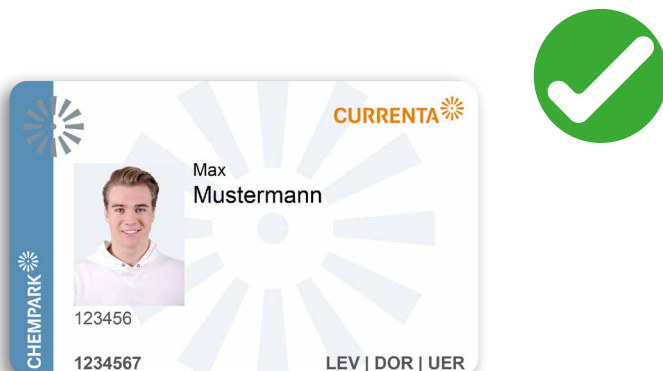 CURRENTA
Max
Mustermann
CHEMPARK
123456
1234567
LEV | DOR | UER